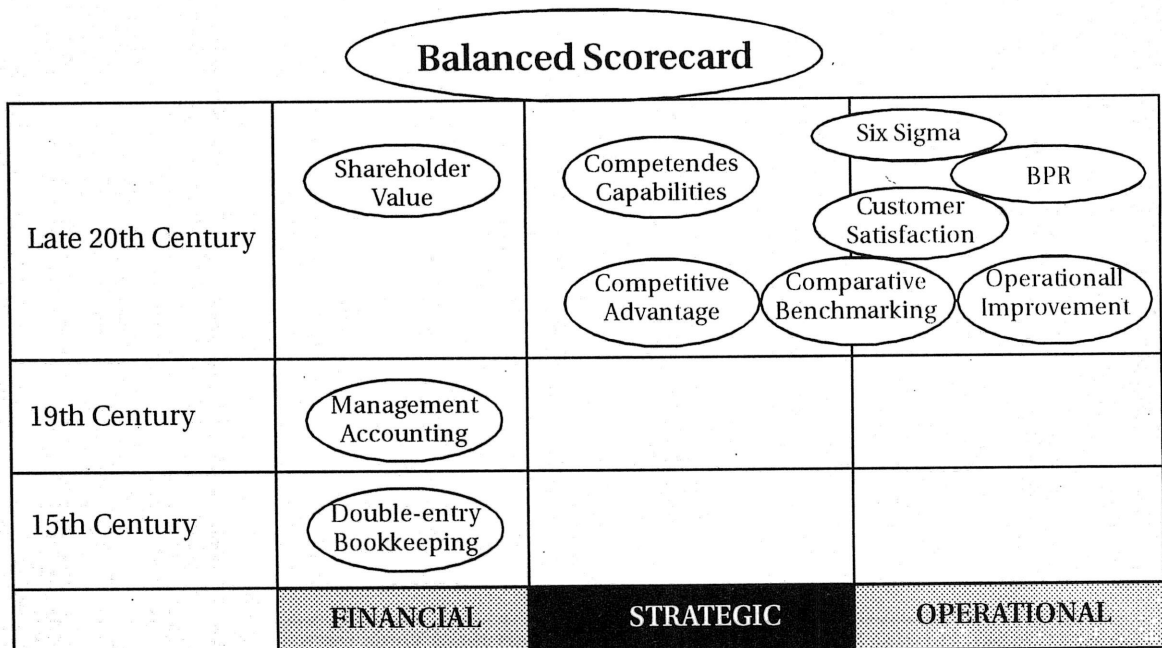 Balanced Scorecard
Late 20th Century
Shareholder
Value
Competendes
Capabilities
Six Sigma
BPR
Customer
Satisfaction
Competitive
Advantage
Comparative
Benchmarking
Operationall
Improvement
19th Century
Management
Accounting
15th Century
Double-entry
Bookkeeping
FINANCIAL
STRATEGIC
OPERATIONAL